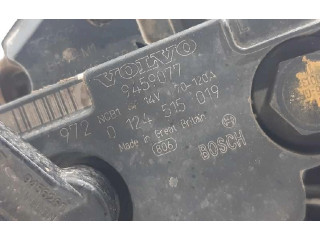 VOLVO
9459077
NCB1 14V 70-120A
972 0 124 515 019
Made in Great Britain
806 BOSCH